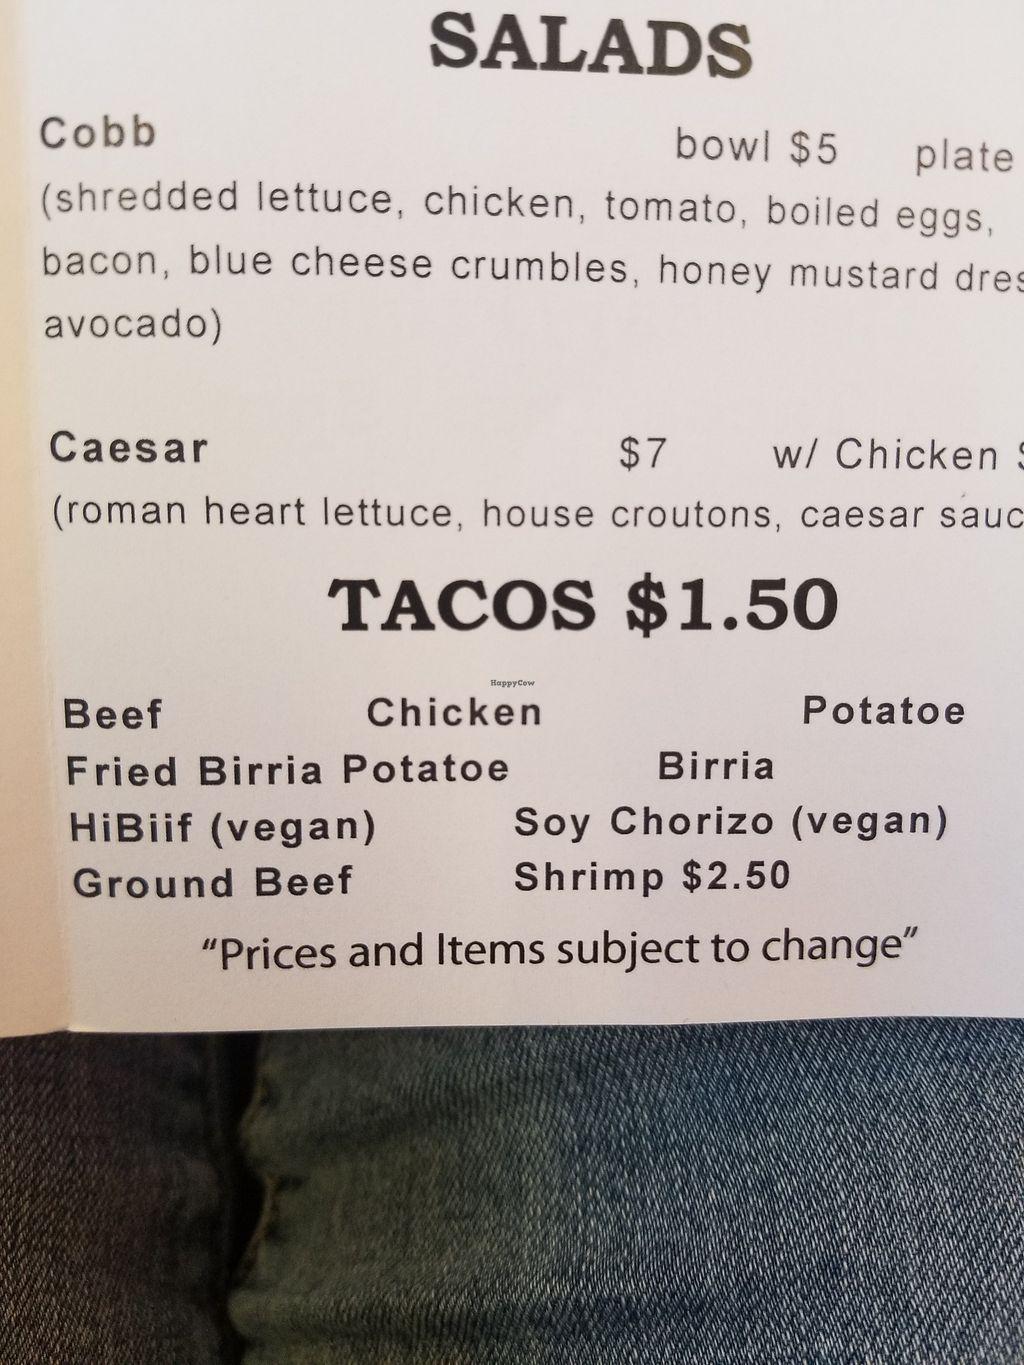 SALADS
Cobb bowl $5 plate
(shredded lettuce, chicken, tomato, boiled eggs,
bacon, blue cheese crumbles, honey mustard
avocado)
Caesar $7 w/ Chicken
(roman heart lettuce, house croutons, caesar
TACOS $1.50
HappyCow
Beef Chicken Potatoe
Fried Birria Potatoe Birria
HiBiif (vegan) Soy Chorizo (vegan)
Ground Beef Shrimp $2.50
"Prices and Items subject to change"